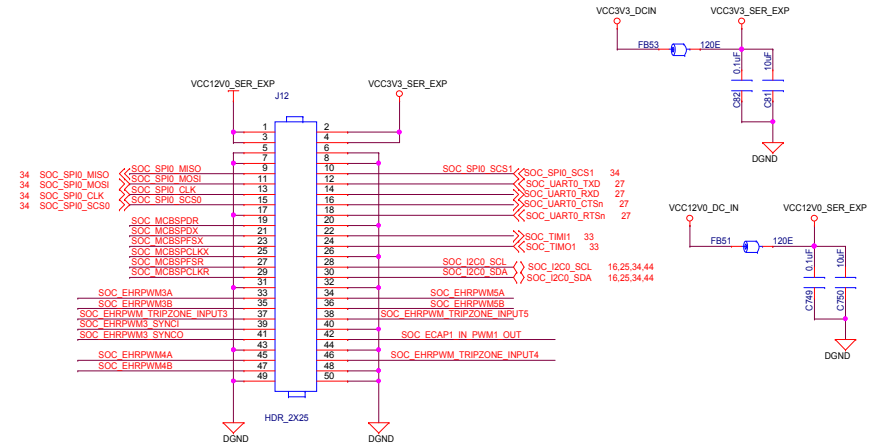 VCC3V3_DCIN VCC3V3_SER_EXP
FB53 120E
0.1uF 10uF
C82 C81
DGND
VCC12V0_SER_EXP VCC3V3_SER_EXP
J12
1 2
3 4
5 6
7 8
34 SOC_SPI0_MISO SOC_SPI0_MISO 9 10 SOC_SPI0_SCS1 SOC_SPI0_SCS1 34
34 SOC_SPI0_MOSI SOC_SPI0_MOSI 11 12 SOC_UART0_TXD 27
34 SOC_SPI0_CLK SOC_SPI0_CLK 13 14 SOC_UART0_RXD 27
34 SOC_SPI0_SCS0 SOC_SPI0_SCS0 15 16 SOC_UART0_CTSn 27
17 18 SOC_UART0_RTSn 27
SOC_MCBSPDR 19 20
SOC_MCBSPDX 21 22 SOC_TIMI1 33
SOC_MCBSPFSX 23 24 SOC_TIMO1 33
SOC_MCBSPCLKX 25 26
SOC_MCBSPFSR 27 28 SOC_I2C0_SCL SOC_I2C0_SCL 16,25,34,44
SOC_MCBSPCLKR 29 30 SOC_I2C0_SDA SOC_I2C0_SDA 16,25,34,44
31 32
SOC_EHRPWM3A 33 34 SOC_EHRPWM5A
SOC_EHRPWM3B 35 36 SOC_EHRPWM5B
SOC_EHRPWM_TRIPZONE_INPUT3 37 38 SOC_EHRPWM_TRIPZONE_INPUT5
SOC_EHRPWM3_SYNCI 39 40
SOC_EHRPWM3_SYNCO 41 42 SOC_ECAP1_IN_PWM1_OUT
43 44
SOC_EHRPWM4A 45 46 SOC_EHRPWM_TRIPZONE_INPUT4
SOC_EHRPWM4B 47 48
49 50
HDR_2X25
DGND DGND
VCC12V0_DC_IN VCC12V0_SER_EXP
FB51 120E
0.1uF 10uF
C749 C750
DGND